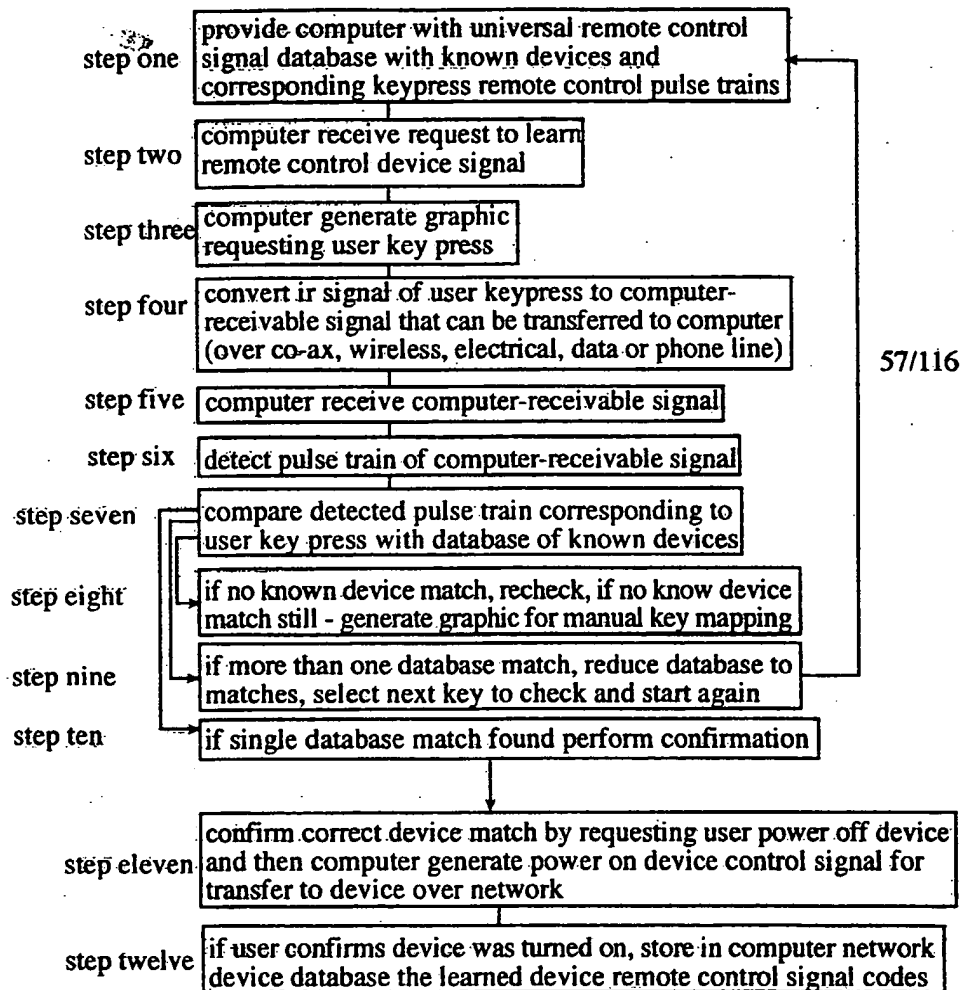 provide computer with universal remote control
step one signal database with known devices and
corresponding keypress remote control pulse trains
step two computer receive request to learn
remote control device signal
step three computer generate graphic
requesting user key press
step four convert ir signal of user keypress to computer-
receivable signal that can be transferred to computer
(over co-ax, wireless, electrical, data or phone line)
57/116
step five computer receive computer-receivable signal
step six detect pulse train of computer-receivable signal
step seven compare detected pulse train corresponding to
user key press with database of known devices
step eight if no known device match, recheck, if no know device
match still - generate graphic for manual key mapping
step nine if more than one database match, reduce database to
matches, select next key to check and start again
step ten if single database match found perform confirmation
confirm correct device match by requesting user power off device
step eleven and then computer generate power on device control signal for
transfer to device over network
step twelve if user confirms device was turned on, store in computer network
device database the learned device remote control signal codes